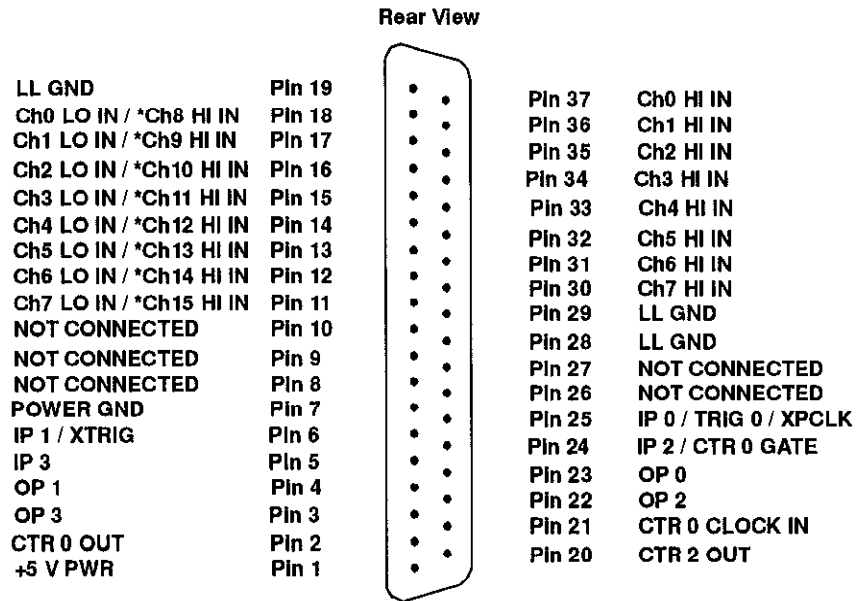 Rear View
LL GND Pin 19
Ch0 LO IN / *Ch8 HI IN Pin 18
Ch1 LO IN / *Ch9 HI IN Pin 17
Ch2 LO IN / *Ch10 HI IN Pin 16
Ch3 LO IN / *Ch11 HI IN Pin 15
Ch4 LO IN / *Ch12 HI IN Pin 14
Ch5 LO IN / *Ch13 HI IN Pin 13
Ch6 LO IN / *Ch14 HI IN Pin 12
Ch7 LO IN / *Ch15 HI IN Pin 11
NOT CONNECTED Pin 10
NOT CONNECTED Pin 9
NOT CONNECTED Pin 8
POWER GND Pin 7
IP 1 / XTRIG Pin 6
IP 3 Pin 5
OP 1 Pin 4
OP 3 Pin 3
CTR 0 OUT Pin 2
+5 V PWR Pin 1
Pin 37 Ch0 HI IN
Pin 36 Ch1 HI IN
Pin 35 Ch2 HI IN
Pin 34 Ch3 HI IN
Pin 33 Ch4 HI IN
Pin 32 Ch5 HI IN
Pin 31 Ch6 HI IN
Pin 30 Ch7 HI IN
Pin 29 LL GND
Pin 28 LL GND
Pin 27 NOT CONNECTED
Pin 26 NOT CONNECTED
Pin 25 IP 0 / TRIG 0 / XPCLK
Pin 24 IP 2 / CTR 0 GATE
Pin 23 OP 0
Pin 22 OP 2
Pin 21 CTR 0 CLOCK IN
Pin 20 CTR 2 OUT